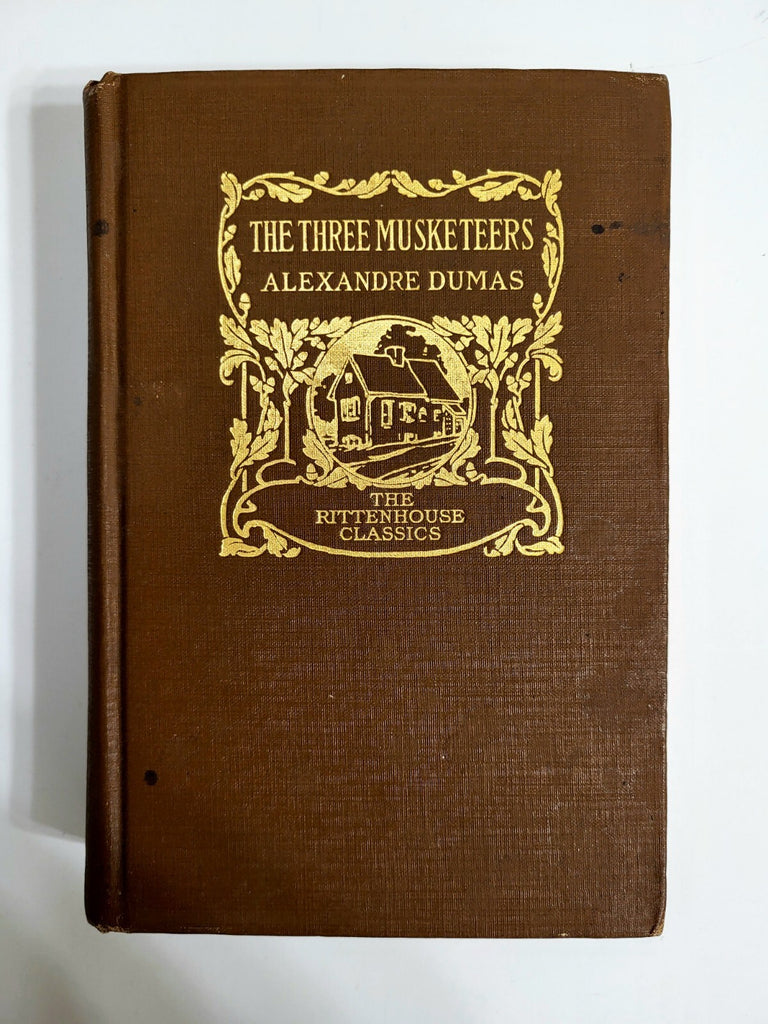 THE THREE MUSKETEERS
ALEXANDRE DUMAS
THE
RITTENHOUSE
CLASSICS